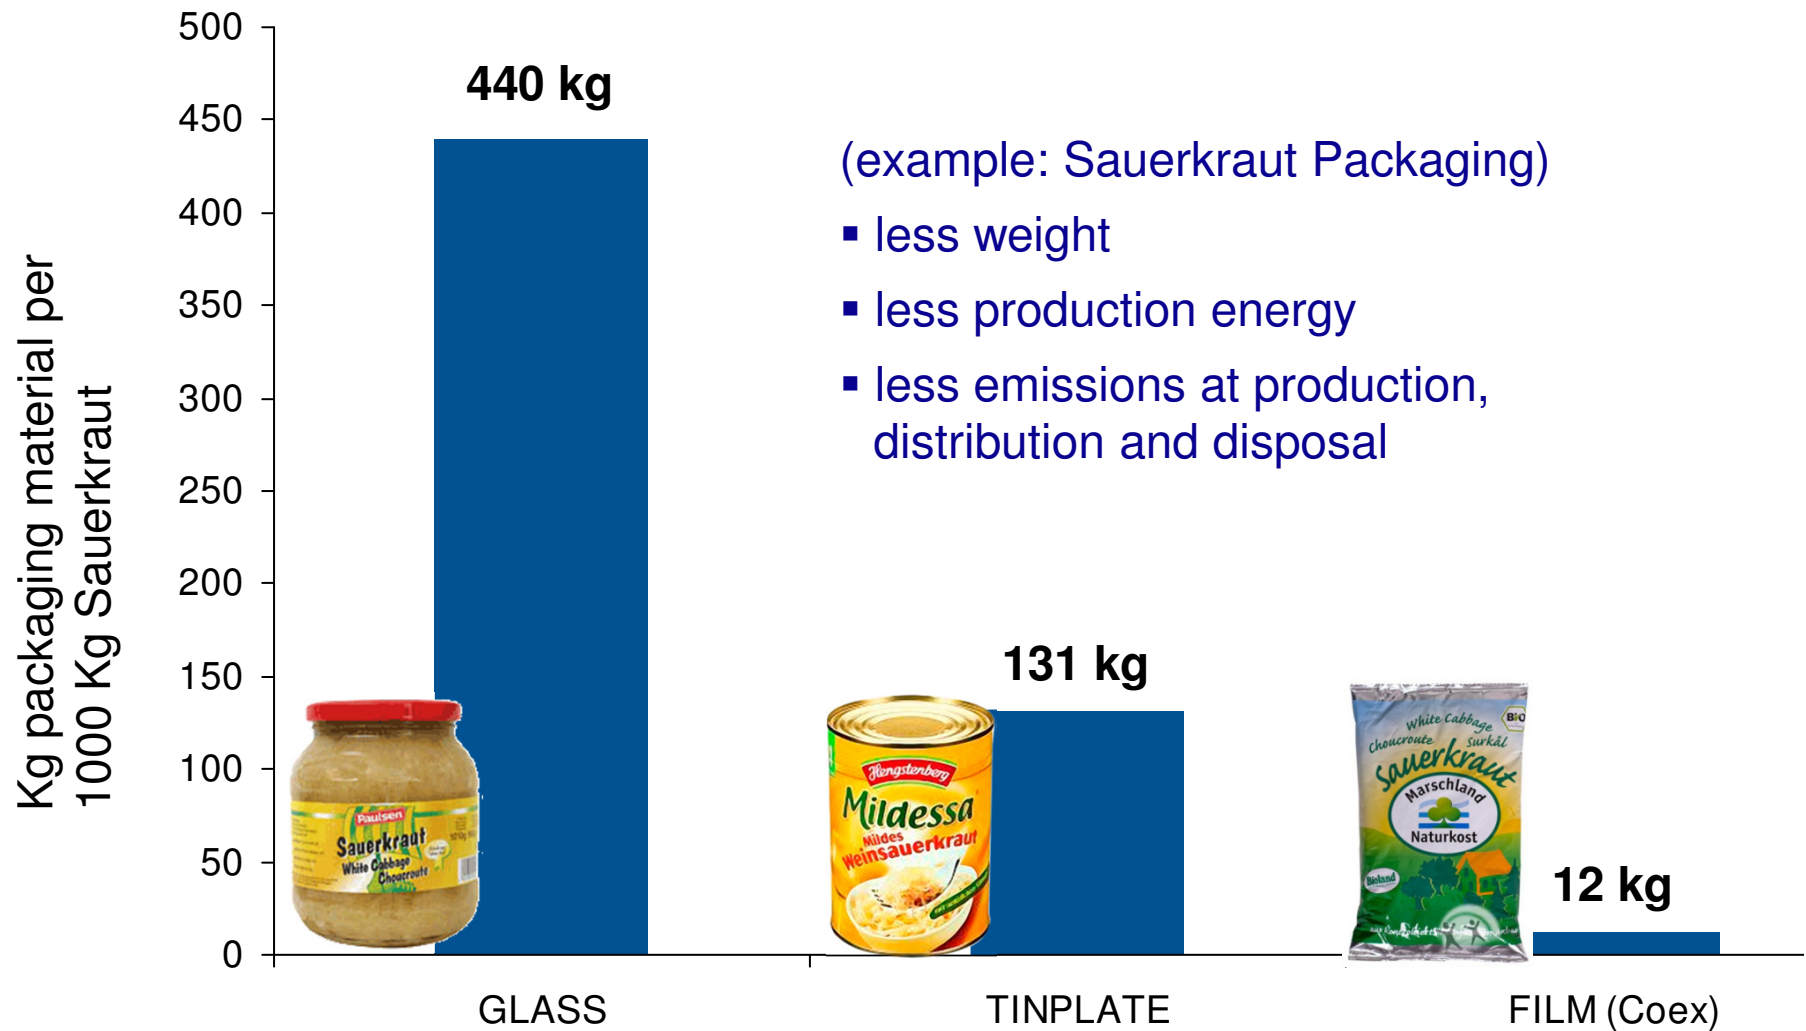 500
450
400
350
300
250
200
150
100
50
0
Kg packaging material per
1000 Kg Sauerkraut
440 kg
(example: Sauerkraut Packaging)
▪ less weight
▪ less production energy
▪ less emissions at production,
distribution and disposal
131 kg
12 kg
Paulsen
Sauerkraut
White Cabbage
Choucroute
Hengstenberg
Mildessa
Mildes
Weinsauerkraut
White Cabbage
BIO
Choucroute Surkål
Sauerkraut
Marschland
Naturkost
Bioland
GLASS
TINPLATE
FILM (Coex)